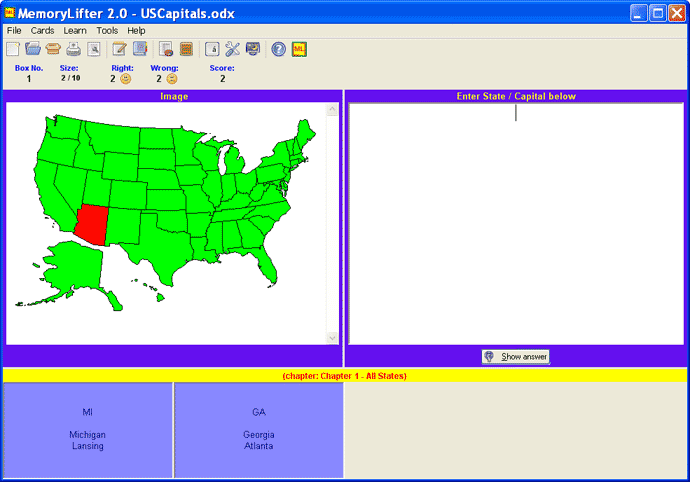 MemoryLifter 2.0 - USCapitals.odx
File Cards Learn Tools Help
ML
Box No. Size: Right: Wrong: Score:
1 2 / 10 2 2 2
Image
Enter State / Capital below
Show answer
(chapter: Chapter 1 - All States)
MI
Michigan
Lansing
GA
Georgia
Atlanta